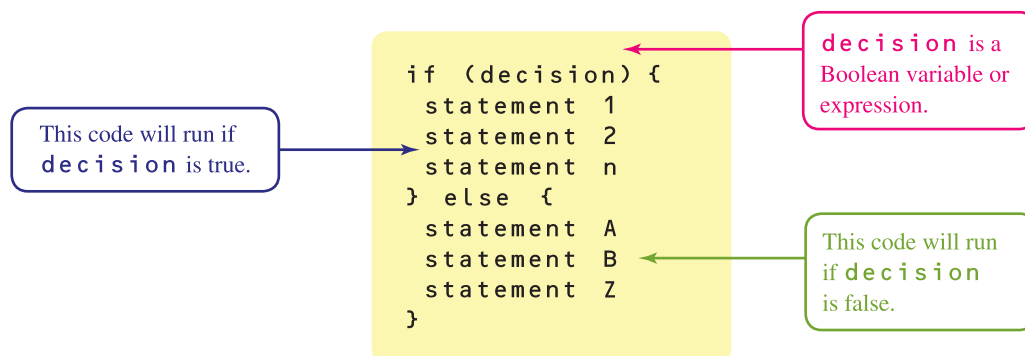 decision is a
Boolean variable or
expression.
if (decision) {
statement 1
statement 2
statement n
} else {
statement A
statement B
statement Z
}
This code will run if
decision is true.
This code will run
if decision
is false.